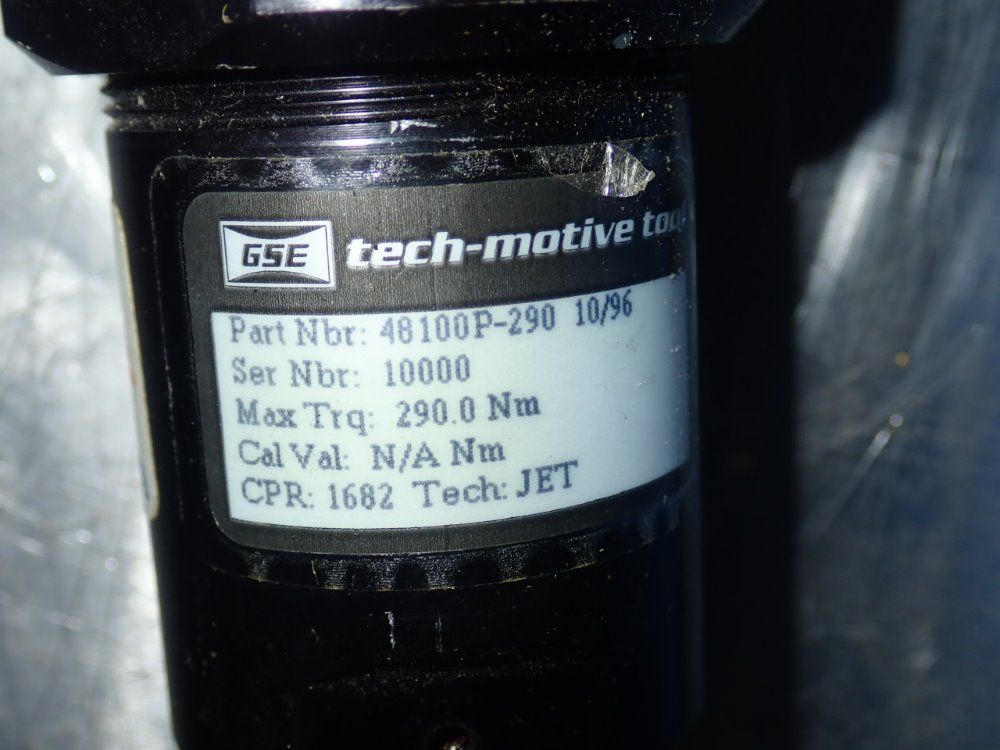 GSE tech-motive
Part Nbr: 48100P-290 10/96
Ser Nbr: 10000
Max Trq: 290.0 Nm
Cal Val: N/A Nm
CPR: 1682 Tech: JET